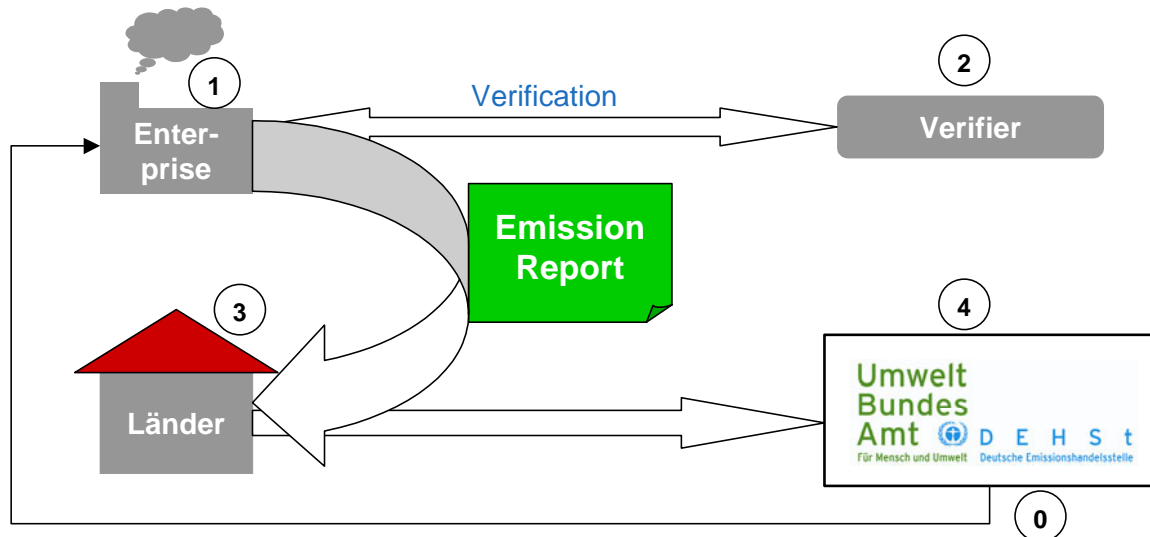 1
Enter-
prise
Verification
2
Verifier
Emission
Report
3
Länder
4
Umwelt
Bundes
Amt
Für Mensch und Umwelt
D E H S t
Deutsche Emissionshandelsstelle
0